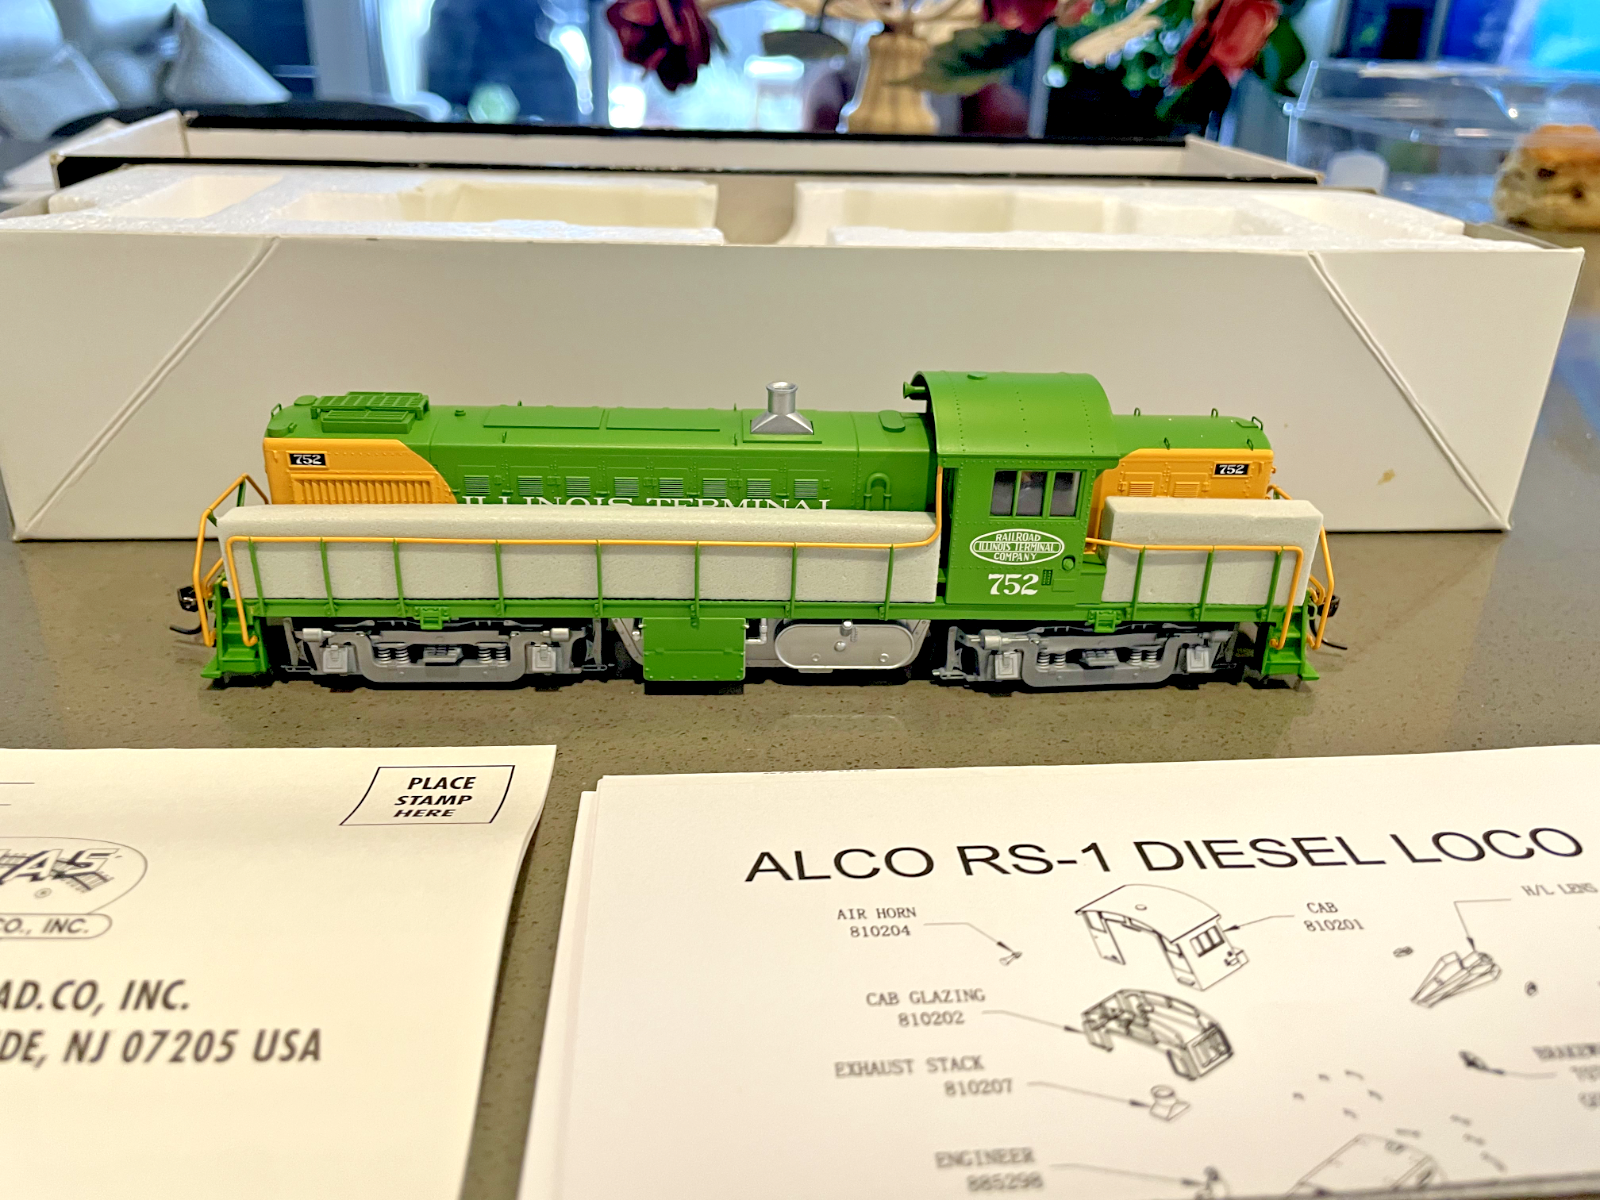 752
752
ILLINOIS TERMINAL
RAILROAD
ILLINOIS TERMINAL
COMPANY
752
PLACE
STAMP
HERE
CO., INC.
AD.CO, INC.
DE, NJ 07205 USA
ALCO RS-1 DIESEL LOCO
AIR HORN
810204
CAB
810201
H/L LENS
CAB GLAZING
810202
EXHAUST STACK
810207
ENGINEER
885298